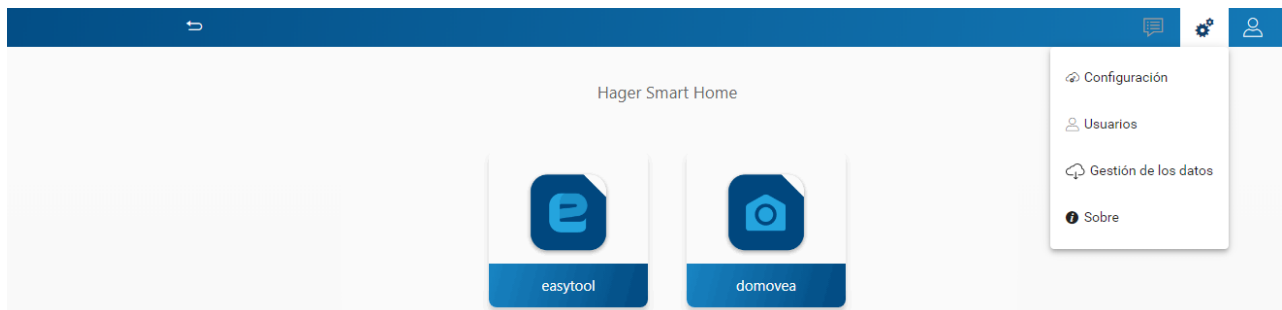 Hager Smart Home
Configuración
Usuarios
Gestión de los datos
Sobre
easytool
domovea